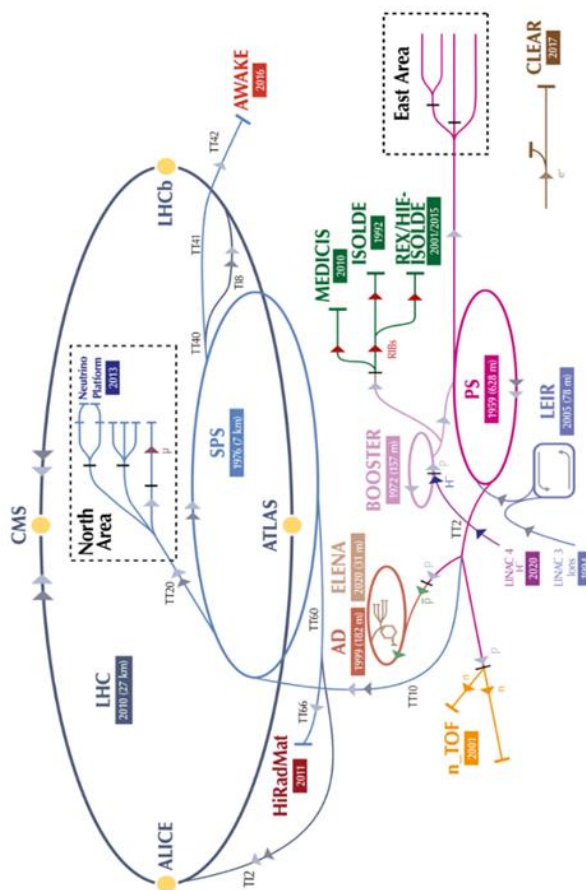 CMS
LHC
2010 (27 km)
North
Area
Neutrino
Platform
2013
μ
TT20
ALICE
LHCb
TT40
TT41
TT42
TI8
AWAKE
2016
SPS
1976 (7 km)
ATLAS
TT60
TT66
HiRadMat
2011
TI2
TT10
AD
1999 (182 m)
ELENA
2020 (31 m)
p
p
BOOSTER
1972 (157 m)
p
H⁻
MEDICIS
2010
ISOLDE
1992
REX/HIE-
ISOLDE
2001/2015
RIBs
East Area
n_TOF
2001
n
n
p
TT2
PS
1959 (628 m)
LINAC 4
H⁻
2020
LINAC 3
Ions
LEIR
2005 (78 m)
CLEAR
2017
e⁻